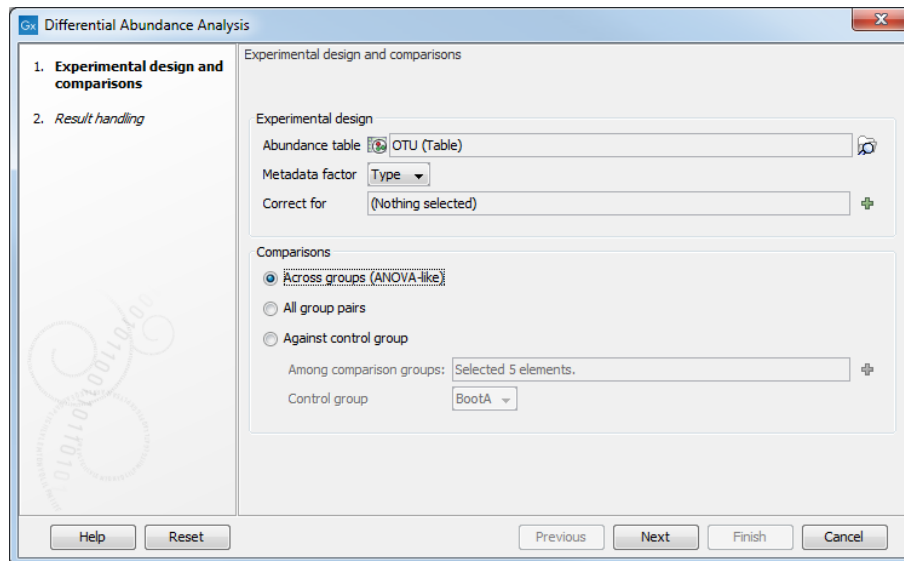 Gx Differential Abundance Analysis
1. Experimental design and
comparisons
2. Result handling
Experimental design and comparisons
Experimental design
Abundance table OTU (Table)
Metadata factor Type
Correct for (Nothing selected)
Comparisons
Across groups (ANOVA-like)
All group pairs
Against control group
Among comparison groups: Selected 5 elements.
Control group BootA
Help Reset Previous Next Finish Cancel